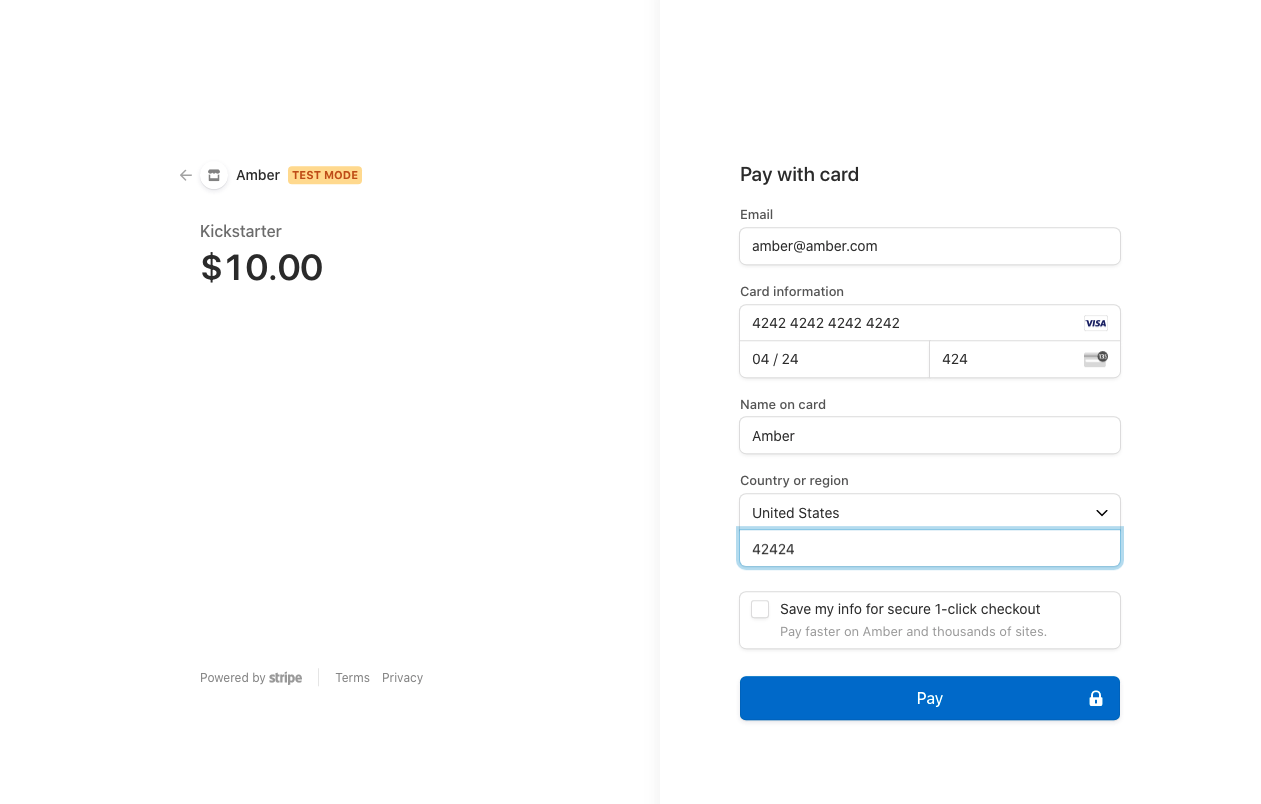 Amber TEST MODE
Kickstarter
$10.00
Powered by stripe
Terms Privacy
Pay with card
Email
amber@amber.com
Card information
4242 4242 4242 4242 VISA
04 / 24 424
Name on card
Amber
Country or region
United States
42424
Save my info for secure 1-click checkout
Pay faster on Amber and thousands of sites.
Pay